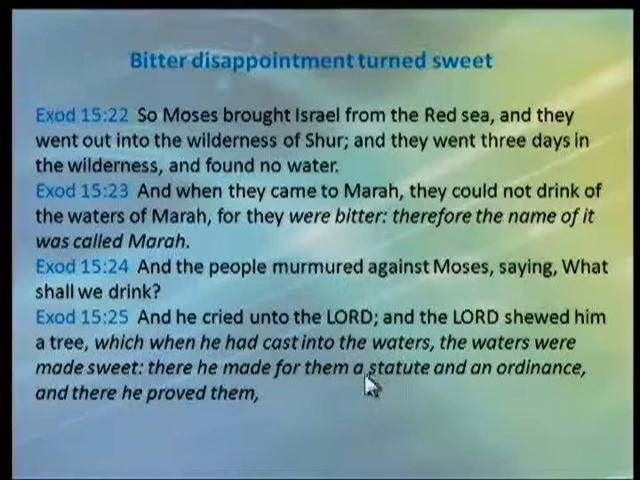 Bitter disappointment turned sweet
Exod 15:22 So Moses brought Israel from the Red sea, and they
went out into the wilderness of Shur; and they went three days in
the wilderness, and found no water.
Exod 15:23 And when they came to Marah, they could not drink of
the waters of Marah, for they were bitter: therefore the name of it
was called Marah.
Exod 15:24 And the people murmured against Moses, saying, What
shall we drink?
Exod 15:25 And he cried unto the LORD; and the LORD shewed him
a tree, which when he had cast into the waters, the waters were
made sweet: there he made for them a statute and an ordinance,
and there he proved them,